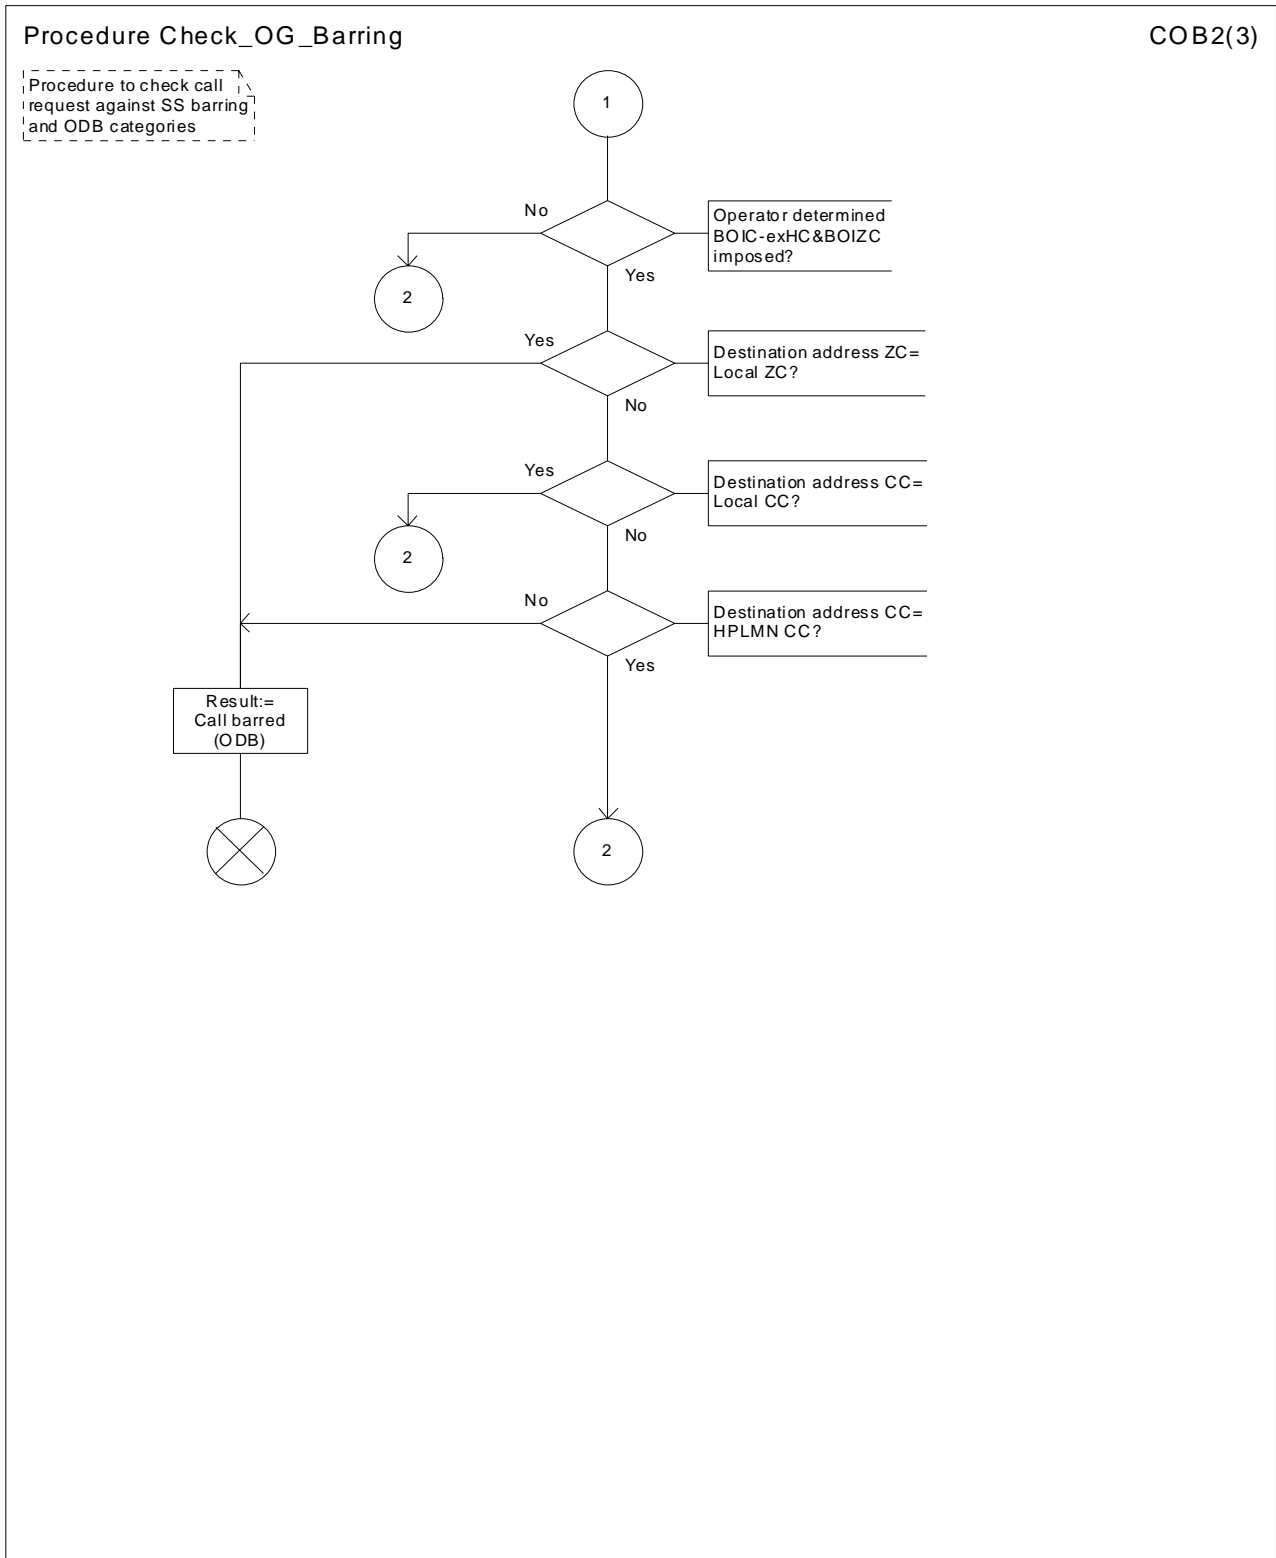 Procedure Check_OG_Barring
COB2(3)
Procedure to check call
request against SS barring
and ODB categories
1
No
Operator determined
BOIC-exHC&BOIZC
imposed?
Yes
2
Yes
Destination address ZC=
Local ZC?
No
Yes
Destination address CC=
Local CC?
No
2
No
Destination address CC=
HPLMN CC?
Yes
Result:=
Call barred
(ODB)
2